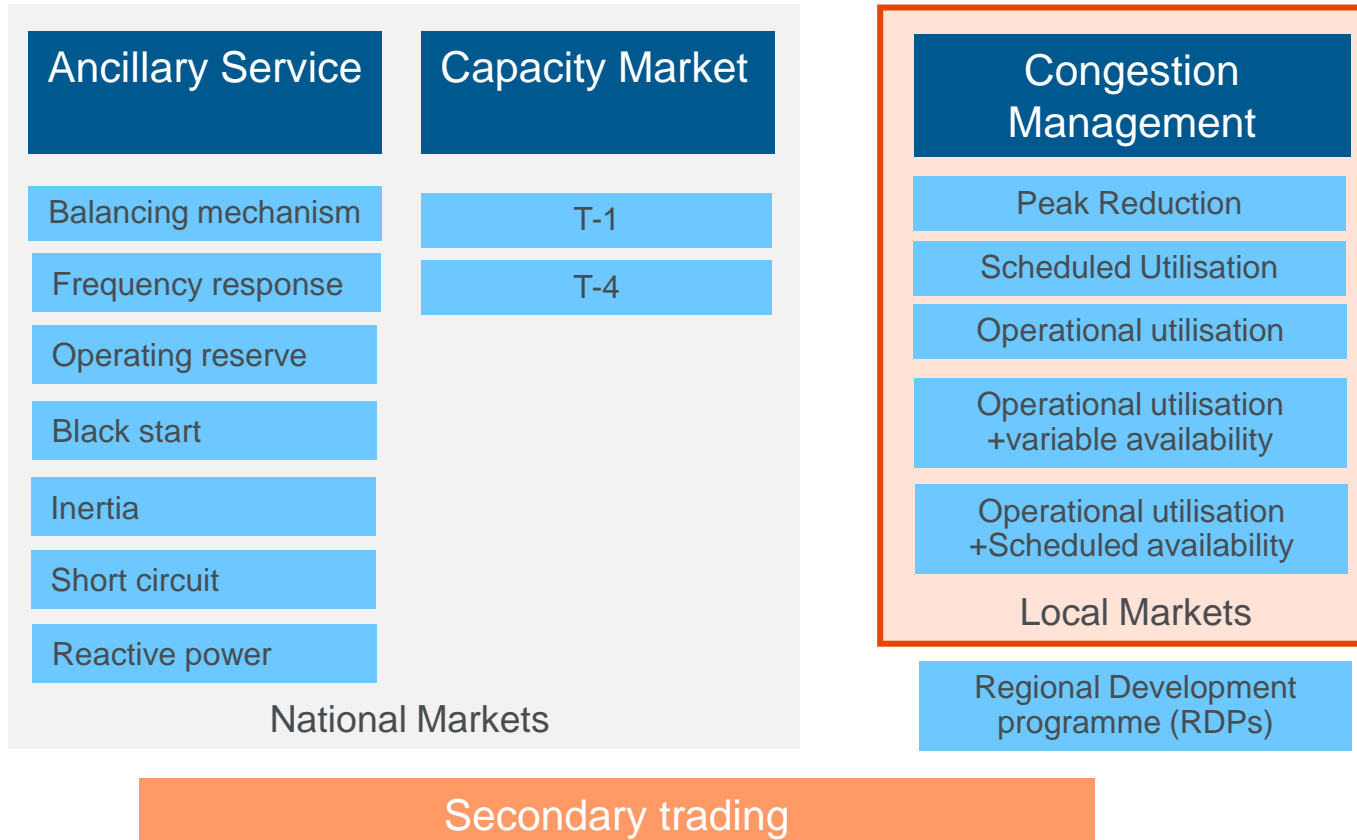 Ancillary Service
Balancing mechanism
Frequency response
Operating reserve
Black start
Inertia
Short circuit
Reactive power
Capacity Market
T-1
T-4
National Markets
Congestion
Management
Peak Reduction
Scheduled Utilisation
Operational utilisation
Operational utilisation
+variable availability
Operational utilisation
+Scheduled availability
Local Markets
Regional Development
programme (RDPs)
Secondary trading